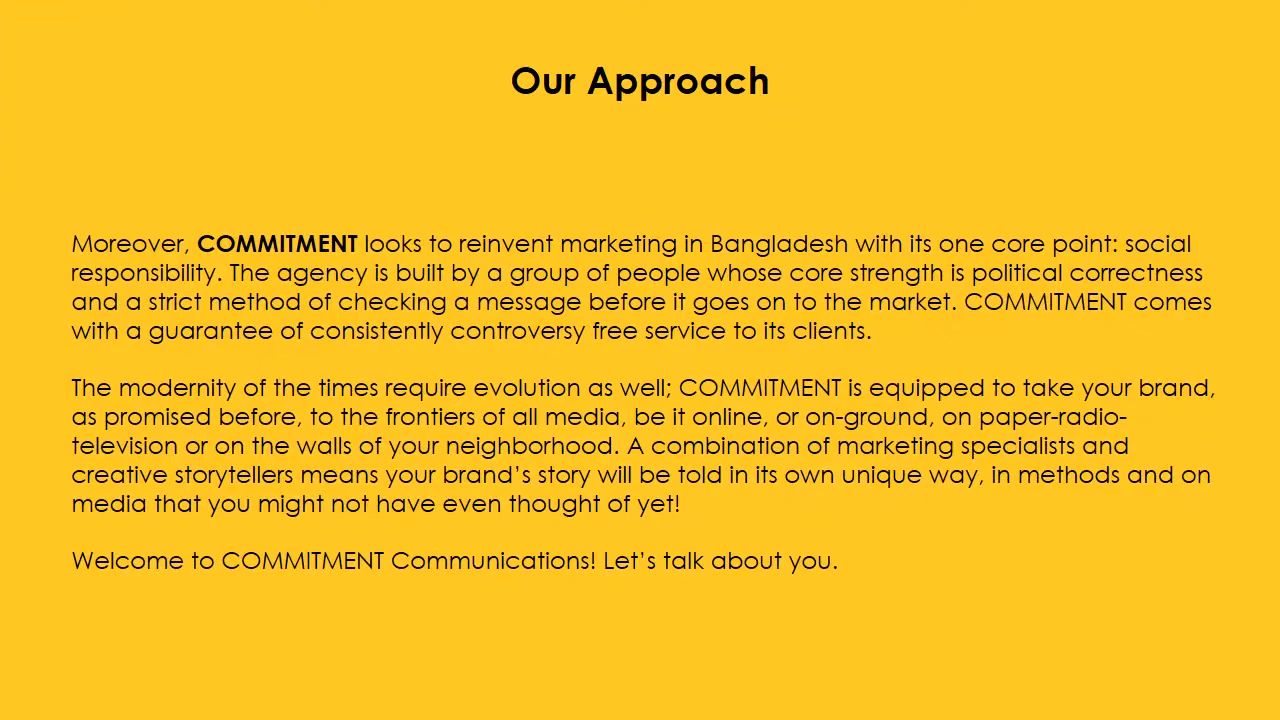 Our Approach
Moreover, COMMITMENT looks to reinvent marketing in Bangladesh with its one core point: social
responsibility. The agency is built by a group of people whose core strength is political correctness
and a strict method of checking a message before it goes on to the market. COMMITMENT comes
with a guarantee of consistently controversy free service to its clients.
The modernity of the times require evolution as well; COMMITMENT is equipped to take your brand,
as promised before, to the frontiers of all media, be it online, or on-ground, on paper-radio-
television or on the walls of your neighborhood. A combination of marketing specialists and
creative storytellers means your brand’s story will be told in its own unique way, in methods and on
media that you might not have even thought of yet!
Welcome to COMMITMENT Communications! Let’s talk about you.